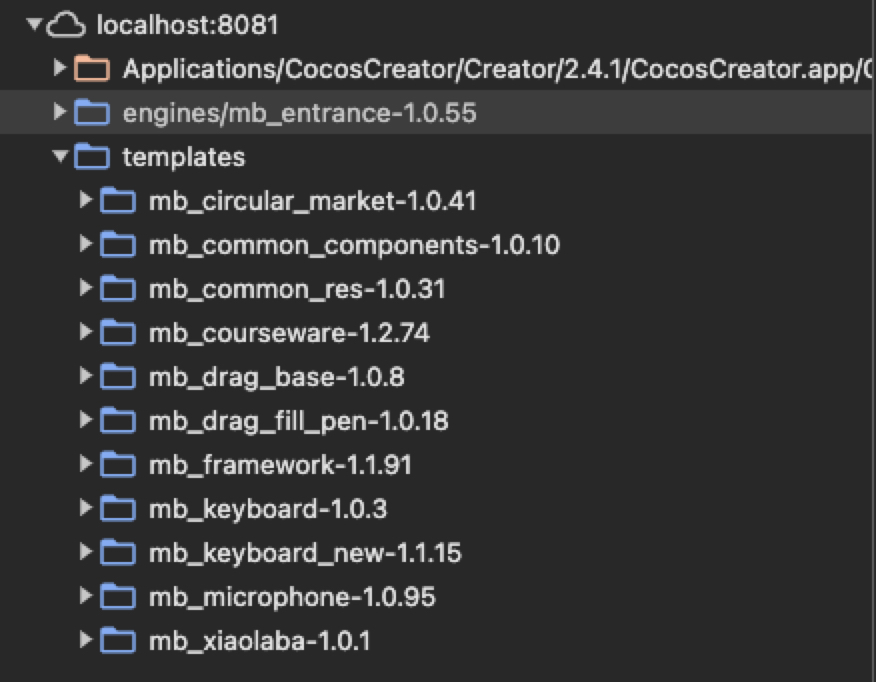 localhost:8081
Applications/CocosCreator/Creator/2.4.1/CocosCreator.app/
engines/mb_entrance-1.0.55
templates
mb_circular_market-1.0.41
mb_common_components-1.0.10
mb_common_res-1.0.31
mb_courseware-1.2.74
mb_drag_base-1.0.8
mb_drag_fill_pen-1.0.18
mb_framework-1.1.91
mb_keyboard-1.0.3
mb_keyboard_new-1.1.15
mb_microphone-1.0.95
mb_xiaolaba-1.0.1